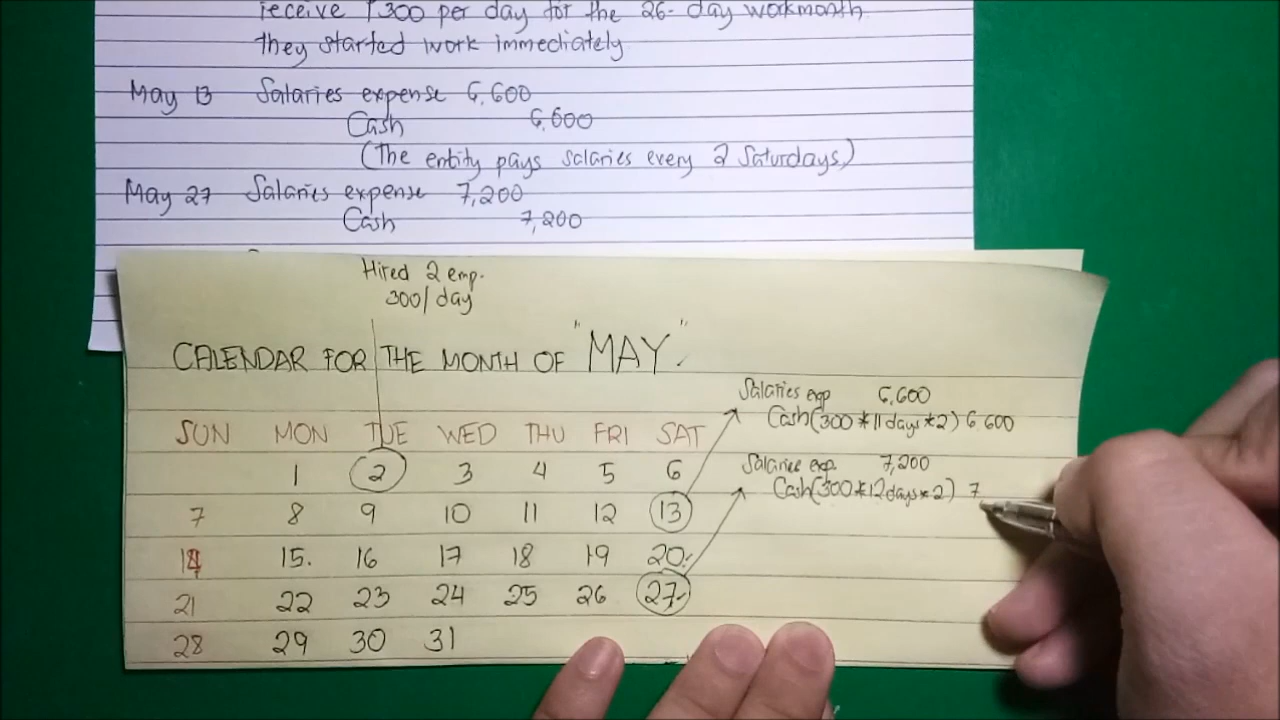 receive ₱300 per day for the 26- day workmonth
They started work immediately
May 13 Salaries expense 6,600
Cash 6,600
(The entity pays salaries every 2 Saturdays)
May 27 Salaries expense 7,200
Cash 7,200
Hired 2 emp.
300/day
CALENDAR FOR THE MONTH OF "MAY".
Salaries exp 6,600
Cash(300*11days*2) 6 600
SUN MON TUE WED THU FRI SAT
Salaries exp. 7,200
1 2 3 4 5 6
Cash(300*12days*2) 7
7 8 9 10 11 12 13
14 15. 16 17 18 19 20.
21 22 23 24 25 26 27.
28 29 30 31